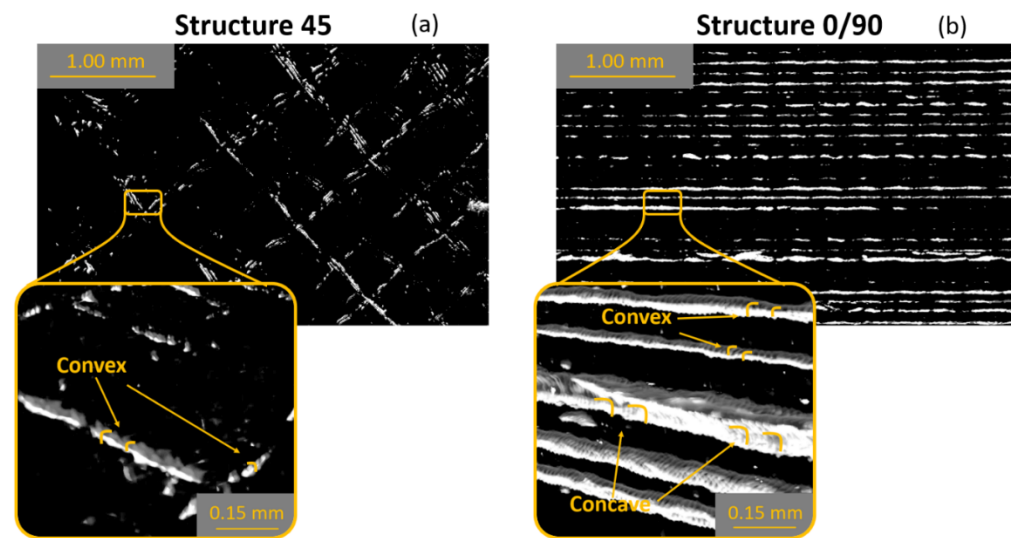 Structure 45
(a)
1.00 mm
Convex
0.15 mm
Structure 0/90
(b)
1.00 mm
Convex
Concave
0.15 mm